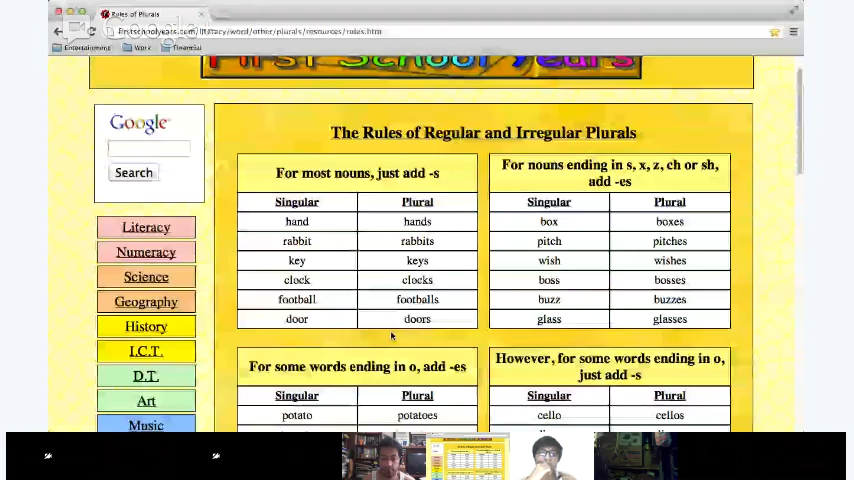 Rules of Plurals
Google
firstschoolyears.com/literacy/word/other/plurals/resources/rules.htm
Entertainment Work Financial
First School Years
Google
Search
Literacy
Numeracy
Science
Geography
History
I.C.T.
D.T.
Art
Music
The Rules of Regular and Irregular Plurals
For most nouns, just add -s
Singular Plural
hand hands
rabbit rabbits
key keys
clock clocks
football footballs
door doors
For nouns ending in s, x, z, ch or sh,
add -es
Singular Plural
box boxes
pitch pitches
wish wishes
boss bosses
buzz buzzes
glass glasses
For some words ending in o, add -es
Singular Plural
potato potatoes
However, for some words ending in o,
just add -s
Singular Plural
cello cellos